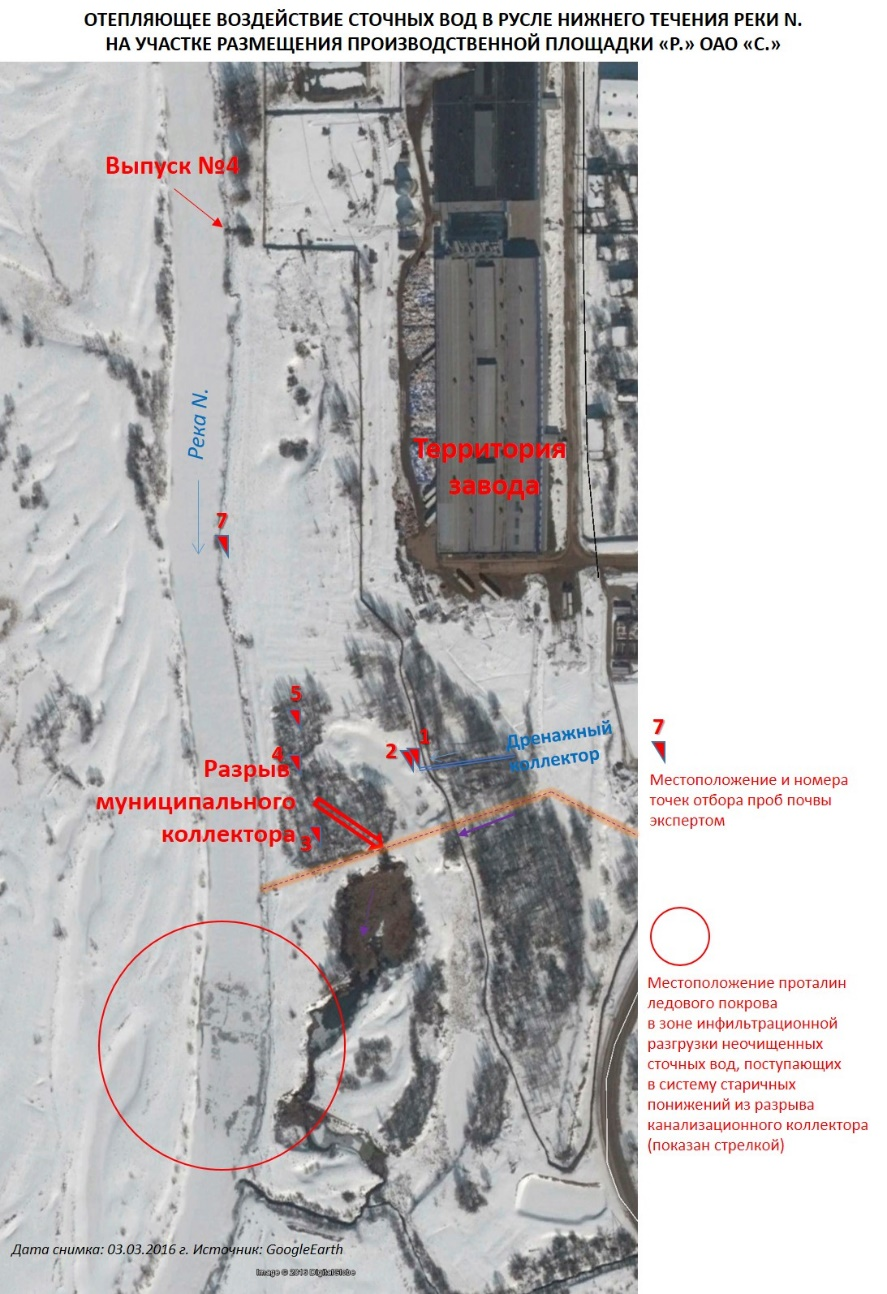 ОТЕПЛЯЮЩЕЕ ВОЗДЕЙСТВИЕ СТОЧНЫХ ВОД В РУСЛЕ НИЖНЕГО ТЕЧЕНИЯ РЕКИ N.
НА УЧАСТКЕ РАЗМЕЩЕНИЯ ПРОИЗВОДСТВЕННОЙ ПЛОЩАДКИ «Р.» ОАО «С.»
Выпуск №4
Река N.
Территория
завода
7
5
4
1
2
3
Дренажный
коллектор
Разрыв
муниципального
коллектора
7
Местоположение и номера
точек отбора проб почвы
экспертом
Местоположение проталин
ледового покрова
в зоне инфильтрационной
разгрузки неочищенных
сточных вод, поступающих
в систему старичных
понижений из разрыва
канализационного коллектора
(показан стрелкой)
Дата снимка: 03.03.2016 г. Источник: GoogleEarth
Image © 2016 DigitalGlobe